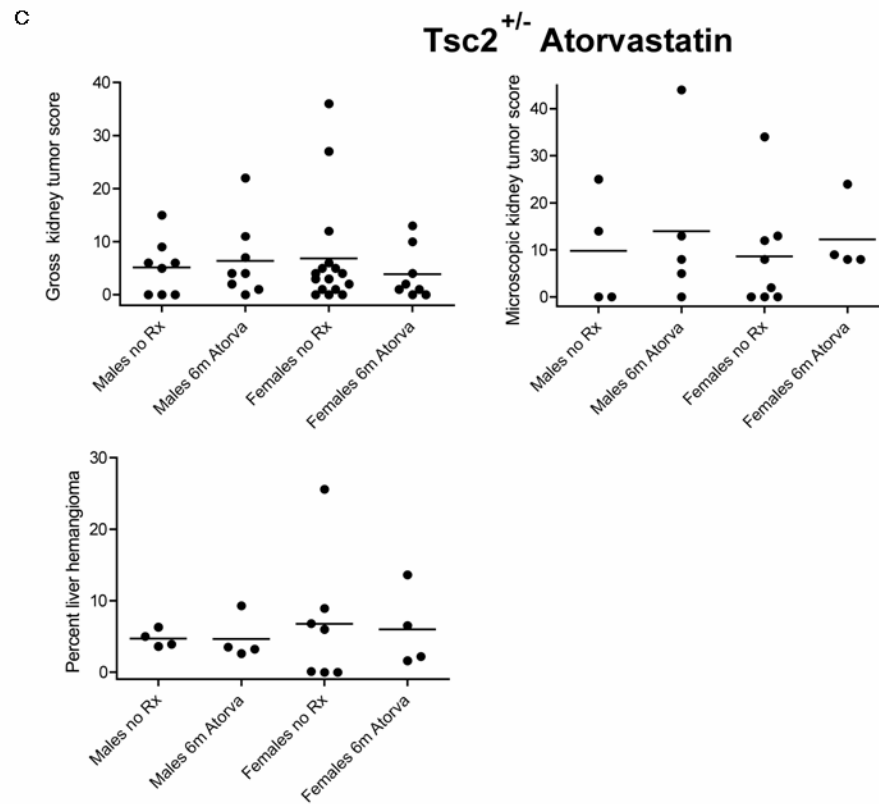 C
Tsc2+/- Atorvastatin
Gross kidney tumor score
40
30
20
10
0
Males no Rx
Males 6m Atorva
Females no Rx
Females 6m Atorva
Microscopic kidney tumor score
40
30
20
10
0
Males no Rx
Males 6m Atorva
Females no Rx
Females 6m Atorva
Percent liver hemangioma
30
20
10
0
Males no Rx
Males 6m Atorva
Females no Rx
Females 6m Atorva